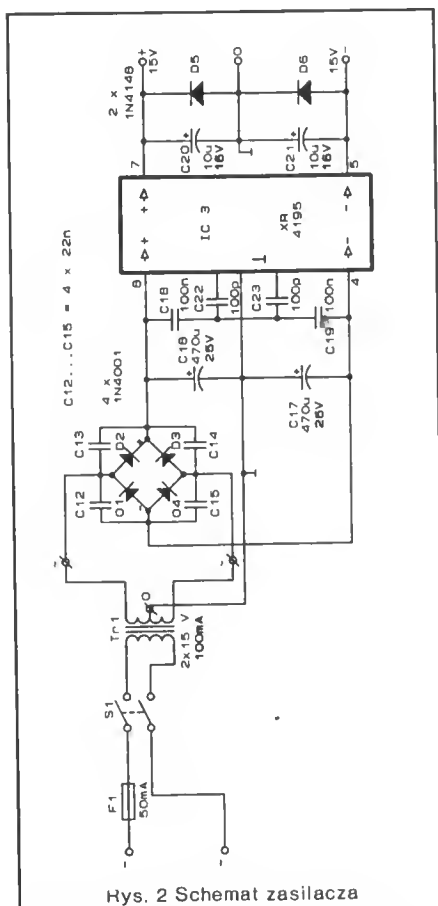 2 x
1N4148
+
15V
D5
0
D6
15V
-
C20
10u
16V
C21
10u
16V
7
5
+
+
IC 3
XR
4195
-
-
8
4
C18
100n
C22
100p
C23
100p
C19
100n
C18
470u
25V
C17
470u
25V
C12...C15 = 4 x 22n
4 x
1N4001
C13
D2
C12
D1
D3
C14
D4
C15
+
-
~
~
0
Tr1
2x15 V
100mA
S1
F1
50mA
~
~
Rys. 2 Schemat zasilacza